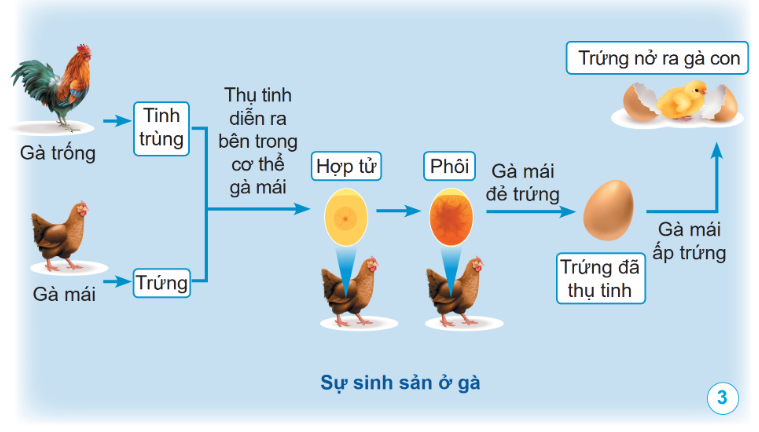 Gà trống
Tinh
trùng
Gà mái
Trứng
Thụ tinh
diễn ra
bên trong
cơ thể
gà mái
Hợp tử
Phôi
Gà mái
đẻ trứng
Trứng đã
thụ tinh
Gà mái
ấp trứng
Trứng nở ra gà con
Sự sinh sản ở gà
3